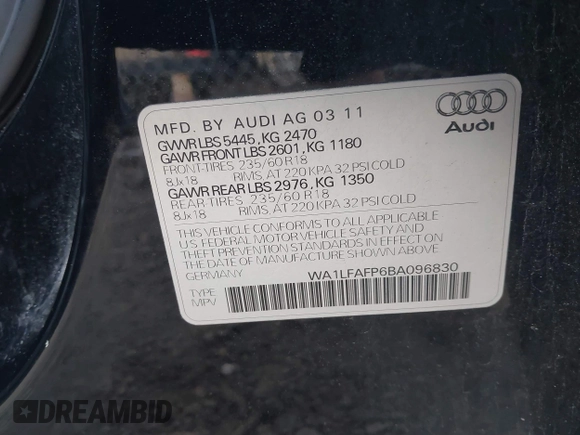 MFD. BY AUDI AG 03 11
GVWR LBS 5445, KG 2470
GAWR FRONT LBS 2601, KG 1180
FRONT-TIRES 235/60 R18
8Jx18 RIMS, AT 220 KPA 32 PSI COLD
GAWR REAR LBS 2976, KG 1350
REAR-TIRES 235/60 R18
8Jx18 RIMS, AT 220 KPA 32 PSI COLD
THIS VEHICLE CONFORMS TO ALL APPLICABLE
U.S FEDERAL MOTOR VEHICLE SAFETY AND
THEFT PREVENTION STANDARDS IN EFFECT ON
THE DATE OF MANUFACTURE SHOWN ABOVE.
GERMANY
WA1LFAFP6BA096830
TYPE
MPV
Audi
DREAMBID